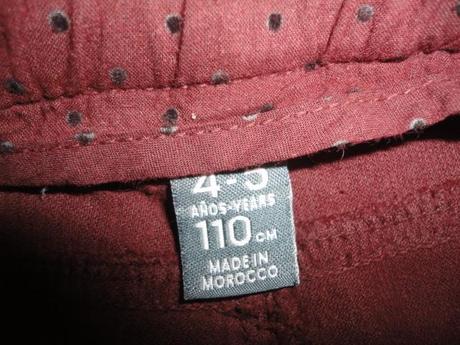 4-5
AÑOS-YEARS
110 CM
MADE IN
MOROCCO